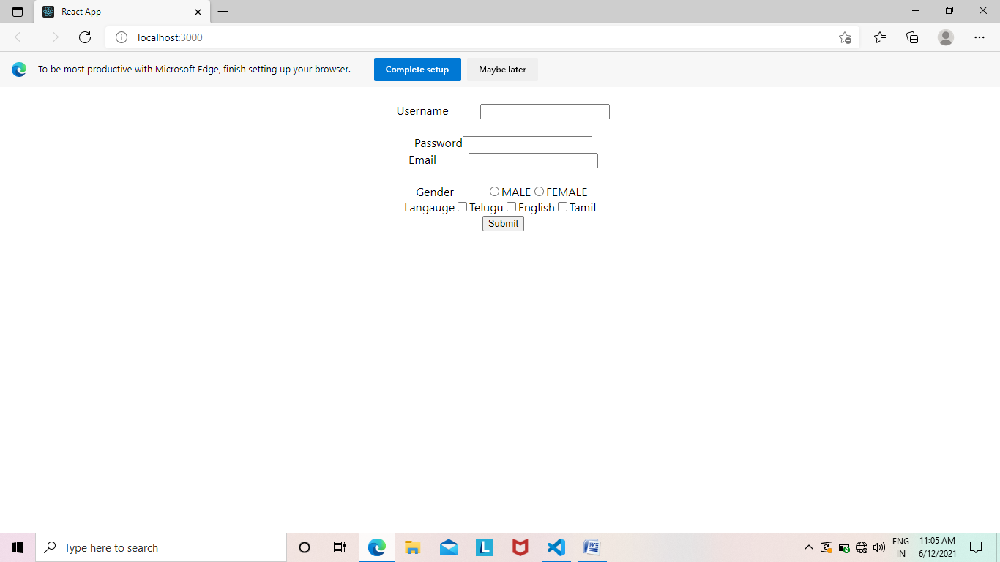 React App
localhost:3000
To be most productive with Microsoft Edge, finish setting up your browser. Complete setup Maybe later
Username
Password
Email
Gender MALE FEMALE
Langauge Telugu English Tamil
Submit
Type here to search L W ENG 11:05 AM
IN 6/12/2021